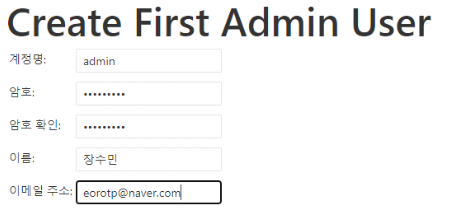 Create First Admin User
계정명: admin
암호: •••••••••
암호 확인: •••••••••
이름: 장수민
이메일 주소: eorotp@naver.com